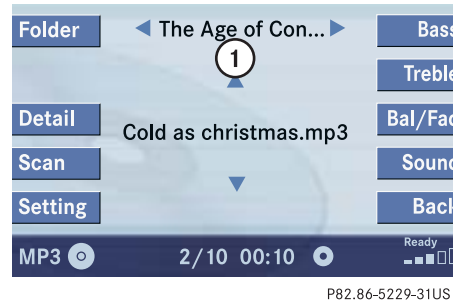 Folder The Age of Con... Bass
1
Treble
Detail Bal/Fad
Cold as christmas.mp3
Scan Sound
Setting Back
MP3 2/10 00:10 Ready
P82.86-5229-31US